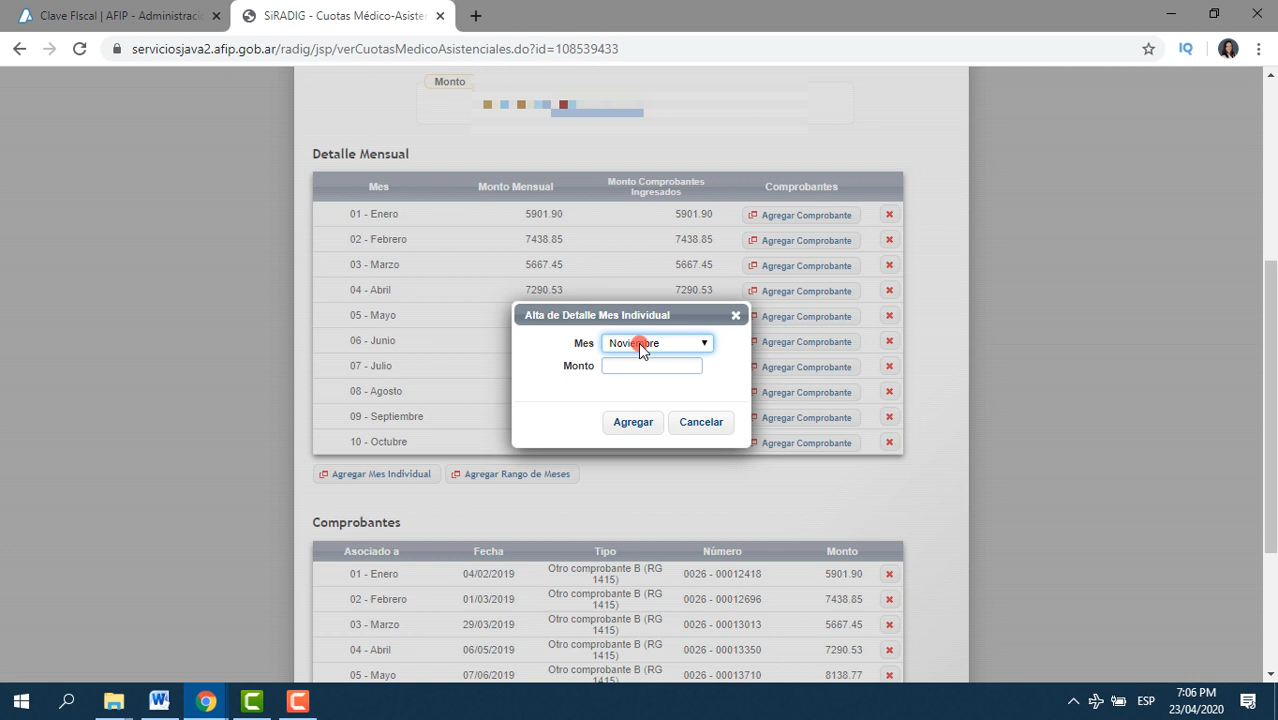 Clave Fiscal | AFIP - Administraci
SiRADIG - Cuotas Médico-Asisten
serviciosjava2.afip.gob.ar/radig/jsp/verCuotasMedicoAsistenciales.do?id=108539433
IQ
Monto
Detalle Mensual
Mes Monto Mensual Monto Comprobantes Ingresados Comprobantes
01 - Enero 5901.90 5901.90 Agregar Comprobante
02 - Febrero 7438.85 7438.85 Agregar Comprobante
03 - Marzo 5667.45 5667.45 Agregar Comprobante
04 - Abril 7290.53 7290.53 Agregar Comprobante
05 - Mayo Agregar Comprobante
06 - Junio Agregar Comprobante
07 - Julio Agregar Comprobante
08 - Agosto Agregar Comprobante
09 - Septiembre Agregar Comprobante
10 - Octubre Agregar Comprobante
Alta de Detalle Mes Individual
Mes Noviembre
Monto
Agregar Cancelar
Agregar Mes Individual Agregar Rango de Meses
Comprobantes
Asociado a Fecha Tipo Número Monto
01 - Enero 04/02/2019 Otro comprobante B (RG 1415) 0026 - 00012418 5901.90
02 - Febrero 01/03/2019 Otro comprobante B (RG 1415) 0026 - 00012696 7438.85
03 - Marzo 29/03/2019 Otro comprobante B (RG 1415) 0026 - 00013013 5667.45
04 - Abril 06/05/2019 Otro comprobante B (RG 1415) 0026 - 00013350 7290.53
05 - Mayo 07/06/2019 Otro comprobante B (RG 0026 - 00013710 8138.77
ESP
7:06 PM
23/04/2020